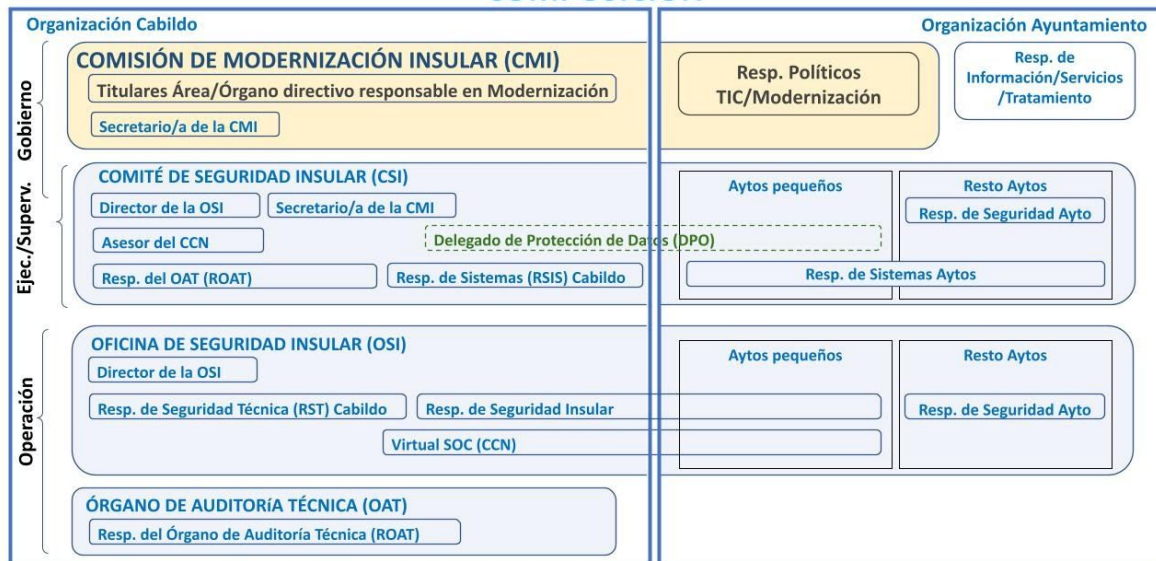 Organización Cabildo
Organización Ayuntamiento
Gobierno
COMISIÓN DE MODERNIZACIÓN INSULAR (CMI)
Titulares Área/Órgano directivo responsable en Modernización
Secretario/a de la CMI
Resp. Políticos
TIC/Modernización
Resp. de
Información/Servicios
/Tratamiento
Ejec./Superv.
COMITÉ DE SEGURIDAD INSULAR (CSI)
Director de la OSI
Secretario/a de la CMI
Asesor del CCN
Delegado de Protección de Datos (DPO)
Resp. del OAT (ROAT)
Resp. de Sistemas (RSIS) Cabildo
Aytos pequeños
Resto Aytos
Resp. de Seguridad Ayto
Resp. de Sistemas Aytos
Operación
OFICINA DE SEGURIDAD INSULAR (OSI)
Director de la OSI
Resp. de Seguridad Técnica (RST) Cabildo
Resp. de Seguridad Insular
Virtual SOC (CCN)
Aytos pequeños
Resto Aytos
Resp. de Seguridad Ayto
ÓRGANO DE AUDITORÍA TÉCNICA (OAT)
Resp. del Órgano de Auditoría Técnica (ROAT)